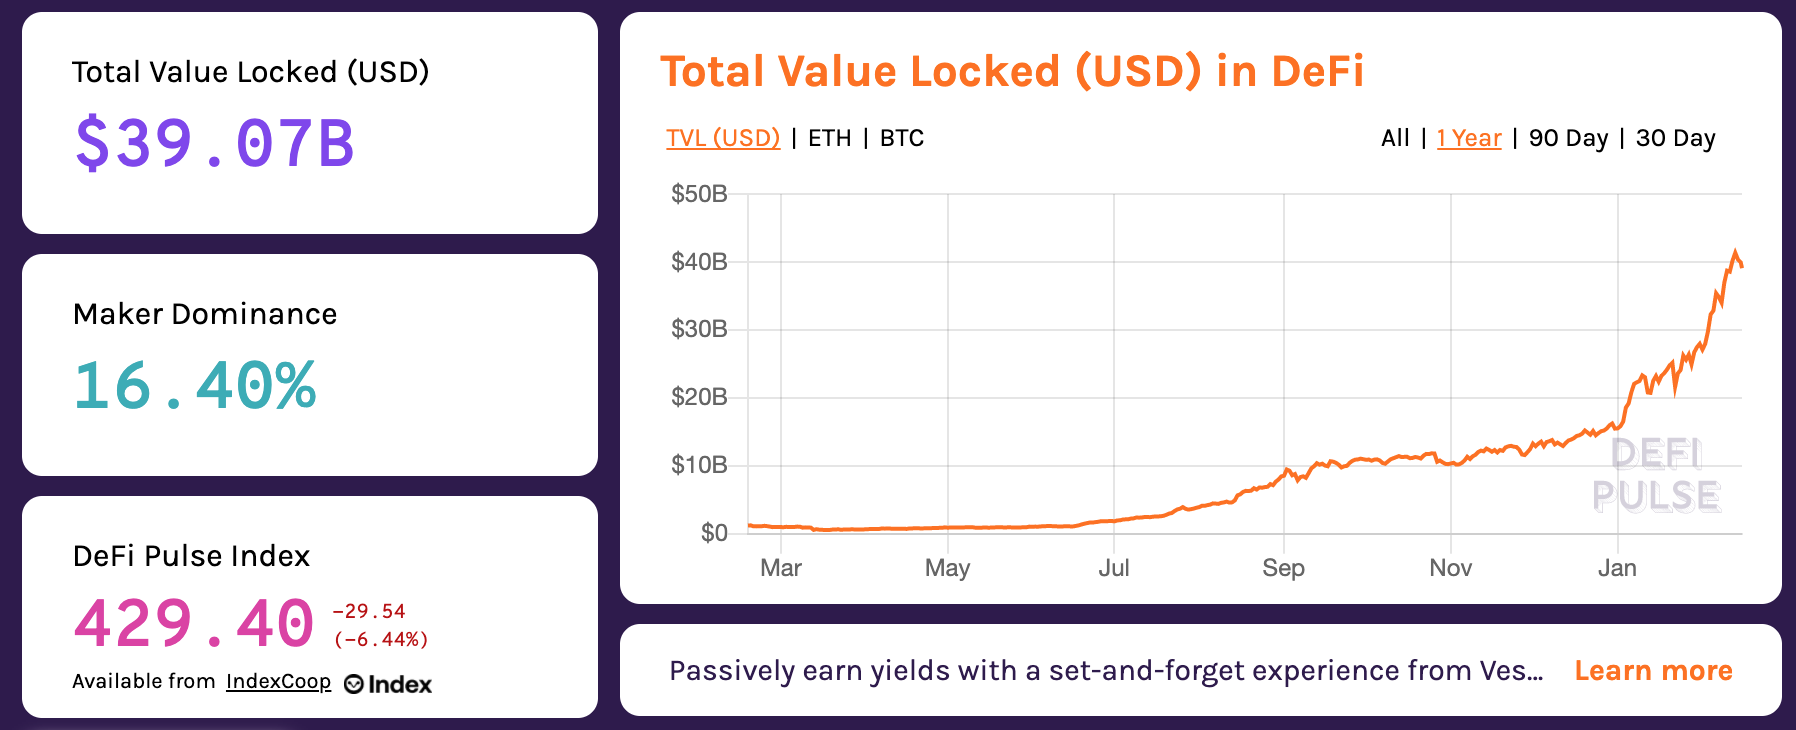 Total Value Locked (USD)
$39.07B
Maker Dominance
16.40%
DeFi Pulse Index
429.40 -29.54
(-6.44%)
Available from IndexCoop Index
Total Value Locked (USD) in DeFi
TVL (USD) | ETH | BTC
All | 1 Year | 90 Day | 30 Day
$50B
$40B
$30B
$20B
$10B
$0
Mar May Jul Sep Nov Jan
DEFI
PULSE
Passively earn yields with a set-and-forget experience from Ves... Learn more